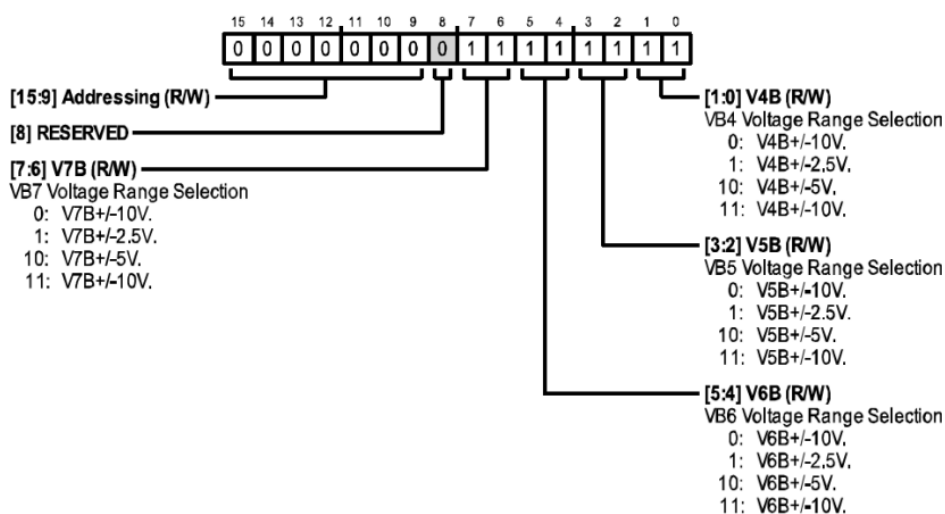 15 14 13 12 11 10 9 8 7 6 5 4 3 2 1 0
0 0 0 0 0 0 0 0 1 1 1 1 1 1 1 1
[15:9] Addressing (R/W)
[8] RESERVED
[7:6] V7B (R/W)
VB7 Voltage Range Selection
0: V7B+/-10V.
1: V7B+/-2.5V.
10: V7B+/-5V.
11: V7B+/-10V.
[1:0] V4B (R/W)
VB4 Voltage Range Selection
0: V4B+/-10V.
1: V4B+/-2.5V.
10: V4B+/-5V.
11: V4B+/-10V.
[3:2] V5B (R/W)
VB5 Voltage Range Selection
0: V5B+/-10V.
1: V5B+/-2.5V.
10: V5B+/-5V.
11: V5B+/-10V.
[5:4] V6B (R/W)
VB6 Voltage Range Selection
0: V6B+/-10V.
1: V6B+/-2.5V.
10: V6B+/-5V.
11: V6B+/-10V.